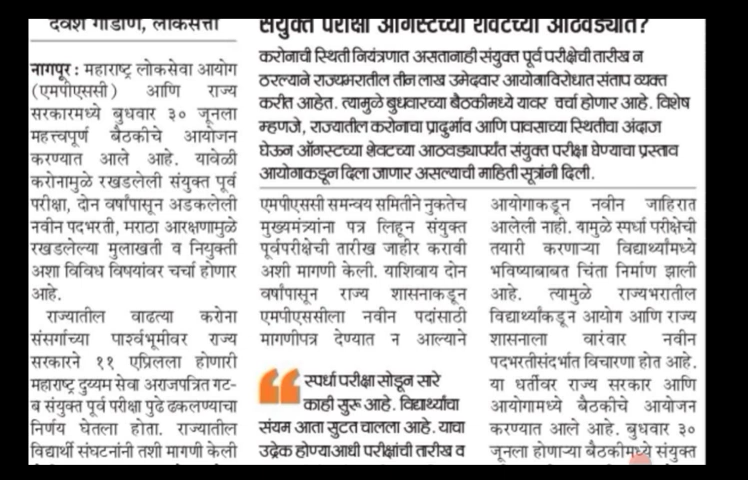 देवेश गोंडाणे, लोकसत्ता
नागपूर : महाराष्ट्र लोकसेवा आयोग
(एमपीएससी) आणि राज्य
सरकारमध्ये बुधवार ३० जूनला
महत्त्वपूर्ण बैठकीचे आयोजन
करण्यात आले आहे. यावेळी
करोनामुळे रखडलेली संयुक्त पूर्व
परीक्षा, दोन वर्षांपासून अडकलेली
नवीन पदभरती, मराठा आरक्षणामुळे
रखडलेल्या मुलाखती व नियुक्ती
अशा विविध विषयांवर चर्चा होणार
आहे.
राज्यातील वाढत्या करोना
संसर्गाच्या पार्श्वभूमीवर राज्य
सरकारने ११ एप्रिलला होणारी
महाराष्ट्र दुय्यम सेवा अराजपत्रित गट-
ब संयुक्त पूर्व परीक्षा पुढे ढकलण्याचा
निर्णय घेतला होता. राज्यातील
विद्यार्थी संघटनांनी तशी मागणी केली
संयुक्त परीक्षा ऑगस्टच्या शेवटच्या आठवड्यात?
करोनाची स्थिती नियंत्रणात असतानाही संयुक्त पूर्व परीक्षेची तारीख न
ठरल्याने राज्यभरातील तीन लाख उमेदवार आयोगाविरोधात संताप व्यक्त
करीत आहेत. त्यामुळे बुधवारच्या बैठकीमध्ये यावर चर्चा होणार आहे. विशेष
म्हणजे, राज्यातील करोनाचा प्रादुर्भाव आणि पावसाच्या स्थितीचा अंदाज
घेऊन ऑगस्टच्या शेवटच्या आठवड्यापर्यंत संयुक्त परीक्षा घेण्याचा प्रस्ताव
आयोगाकडून दिला जाणार असल्याची माहिती सूत्रांनी दिली.
एमपीएससी समन्वय समितीने नुकतेच
मुख्यमंत्र्यांना पत्र लिहून संयुक्त
पूर्वपरीक्षेची तारीख जाहीर करावी
अशी मागणी केली. याशिवाय दोन
वर्षांपासून राज्य शासनाकडून
एमपीएससीला नवीन पदांसाठी
मागणीपत्र देण्यात न आल्याने
स्पर्धा परीक्षा सोडून सारे
काही सुरू आहे. विद्यार्थ्यांचा
संयम आता सुटत चालला आहे. याचा
उद्रेक होण्याआधी परीक्षांची तारीख व
आयोगाकडून नवीन जाहिरात
आलेली नाही. यामुळे स्पर्धा परीक्षेची
तयारी करणाऱ्या विद्यार्थ्यांमध्ये
भविष्याबाबत चिंता निर्माण झाली
आहे. त्यामुळे राज्यभरातील
विद्यार्थ्यांकडून आयोग आणि राज्य
शासनाला वारंवार नवीन
पदभरतीसंदर्भात विचारणा होत आहे.
या धर्तीवर राज्य सरकार आणि
आयोगामध्ये बैठकीचे आयोजन
करण्यात आले आहे. बुधवार ३०
जूनला होणाऱ्या बैठकीमध्ये संयुक्त